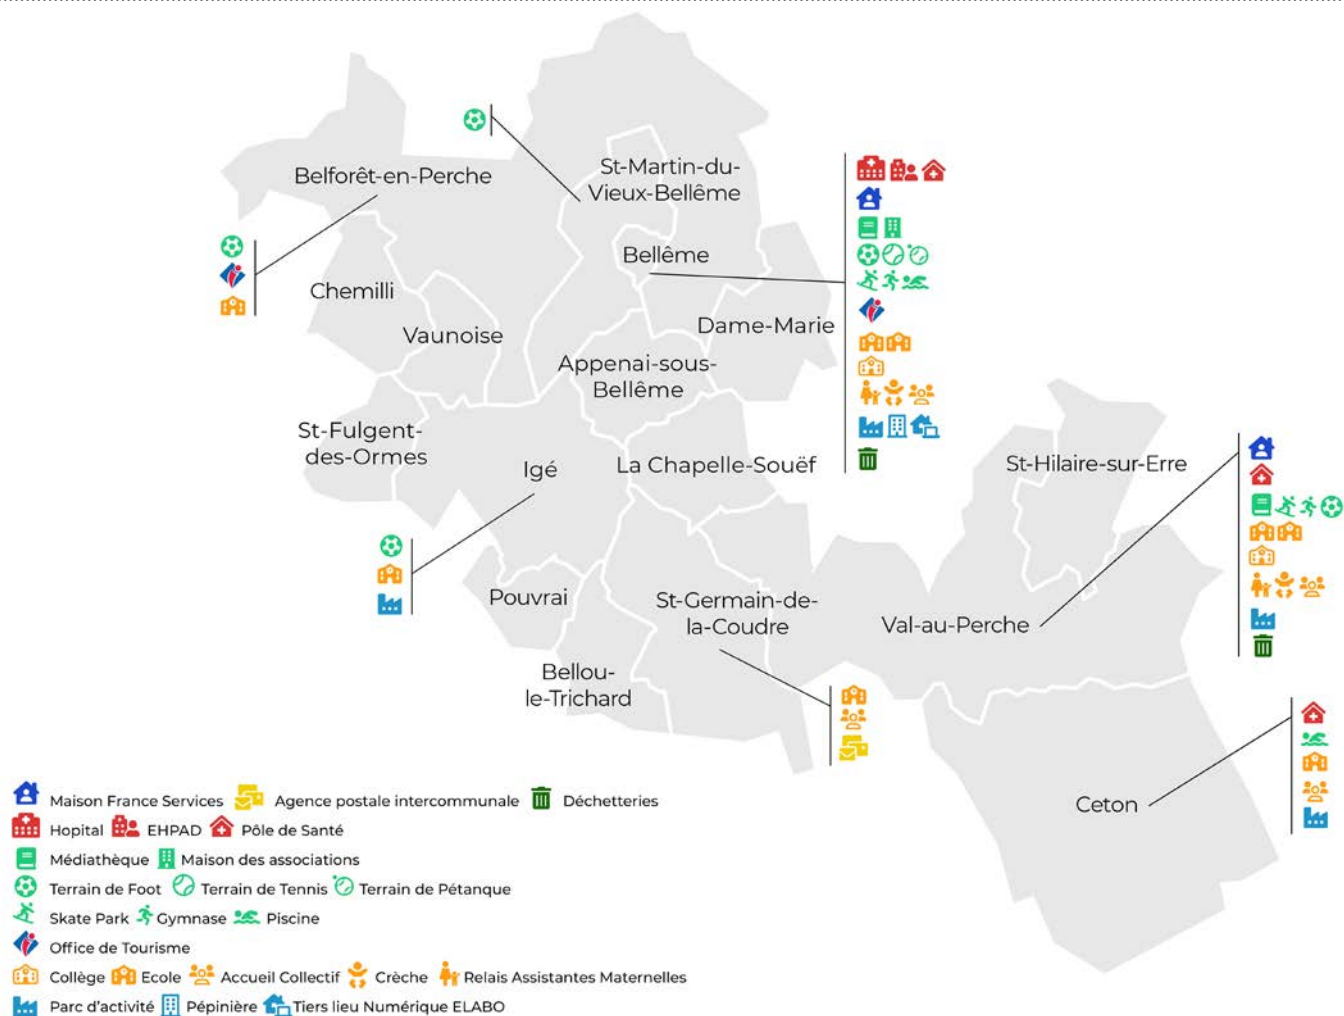 St-Martin-du-
Vieux-Bellême
Belforêt-en-Perche
Bellême
Chemilli
Vaunoise
Dame-Marie
Appenai-sous-
Bellême
St-Fulgent-
des-Ormes
Igé
La Chapelle-Souëf
St-Hilaire-sur-Erre
Pouvrai
St-Germain-de-
la-Coudre
Val-au-Perche
Bellou-
le-Trichard
Ceton
Maison France Services Agence postale intercommunale Déchetteries
Hopital EHPAD Pôle de Santé
Médiathèque Maison des associations
Terrain de Foot Terrain de Tennis Terrain de Pétanque
Skate Park Gymnase Piscine
Office de Tourisme
Collège Ecole Accueil Collectif Crèche Relais Assistantes Maternelles
Parc d'activité Pépinière Tiers lieu Numérique ELABO